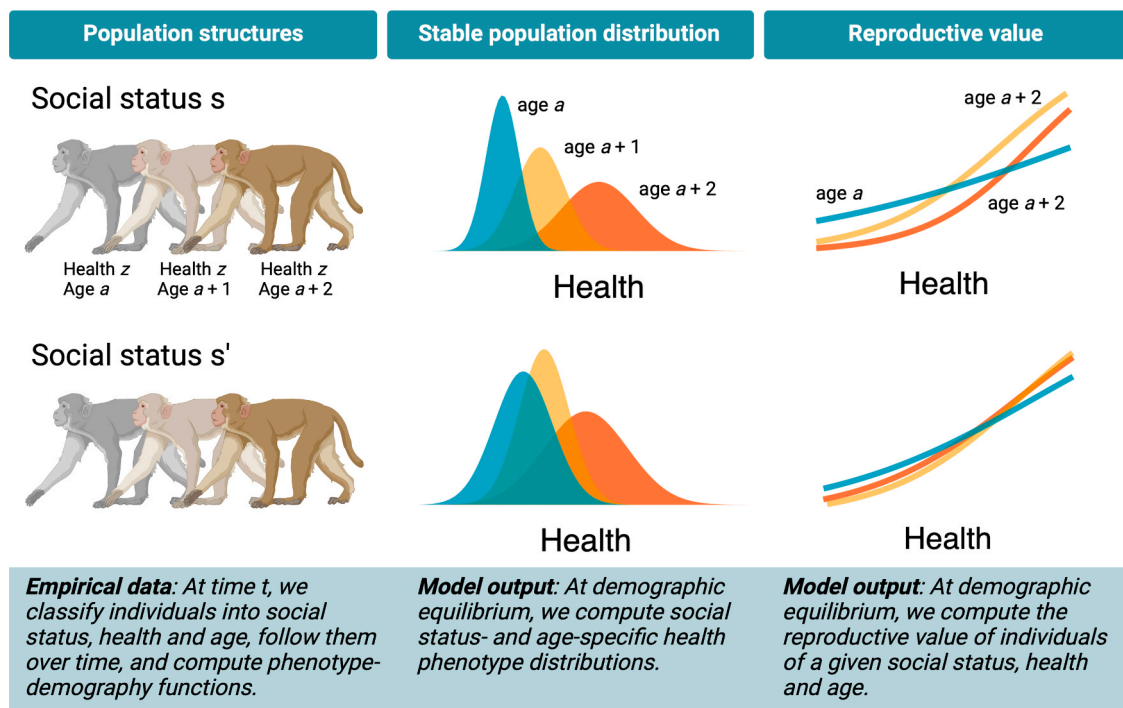 Population structures
Stable population distribution
Reproductive value
Social status s
Health z
Age a
Health z
Age a + 1
Health z
Age a + 2
age a
age a + 1
age a + 2
Health
age a + 2
age a
age a + 2
Health
Social status s'
Health
Health
Empirical data: At time t, we
classify individuals into social
status, health and age, follow them
over time, and compute phenotype-
demography functions.
Model output: At demographic
equilibrium, we compute social
status- and age-specific health
phenotype distributions.
Model output: At demographic
equilibrium, we compute the
reproductive value of individuals
of a given social status, health
and age.